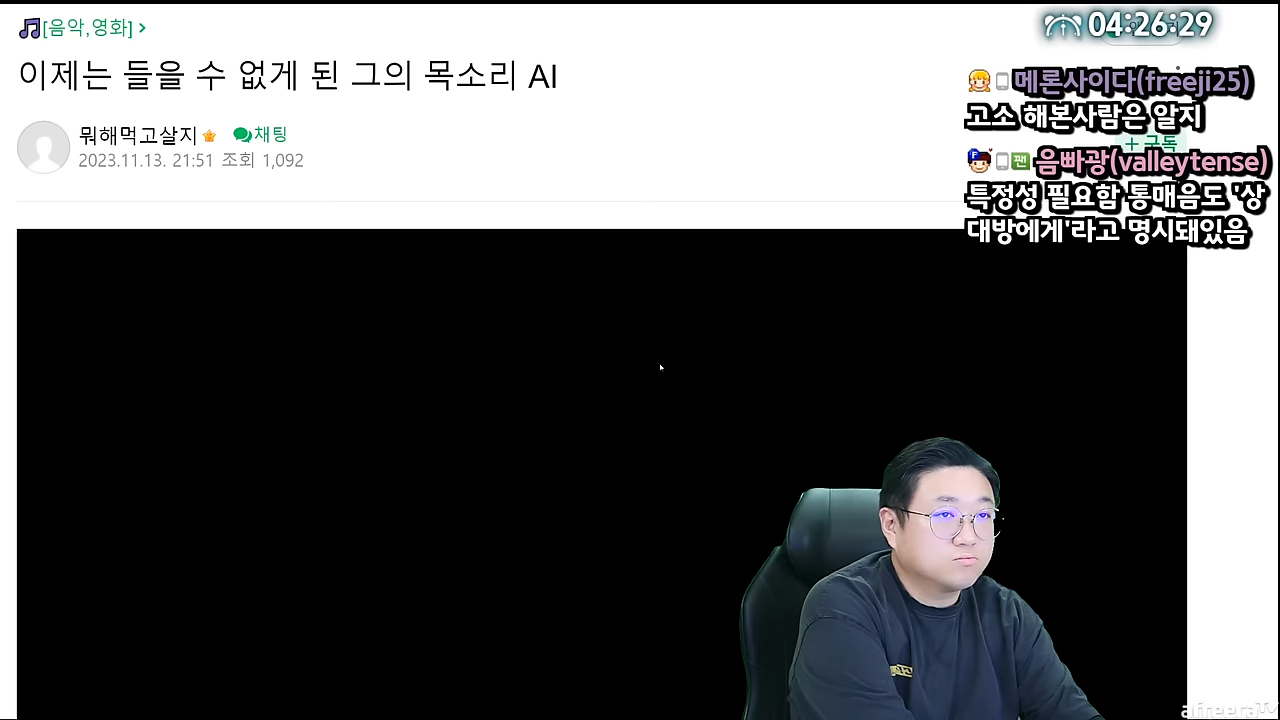 [음악,영화] >
04:26:29
이제는 들을 수 없게 된 그의 목소리 AI
메론사이다(freeji25)
고소 해본사람은 알지
뭐해먹고살지 채팅
+ 구독
2023.11.13. 21:51 조회 1,092
팬 음빠광(valleytense)
특정성 필요함 통매음도 '상
대방에게'라고 명시돼있음
afreecaTV